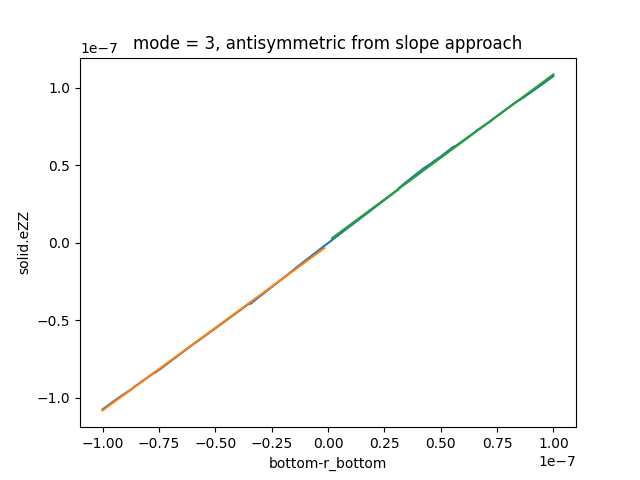 mode = 3, antisymmetric from slope approach
1e−7
1.0
0.5
0.0
−0.5
−1.0
solid.eZZ
−1.00 −0.75 −0.50 −0.25 0.00 0.25 0.50 0.75 1.00
bottom-r_bottom
1e−7